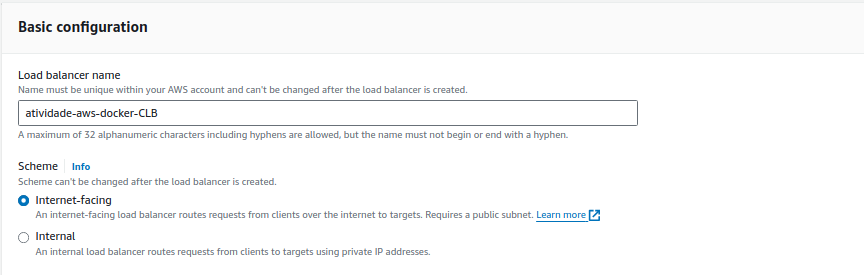 Basic configuration
Load balancer name
Name must be unique within your AWS account and can't be changed after the load balancer is created.
atividade-aws-docker-CLB
A maximum of 32 alphanumeric characters including hyphens are allowed, but the name must not begin or end with a hyphen.
Scheme Info
Scheme can't be changed after the load balancer is created.
Internet-facing
An internet-facing load balancer routes requests from clients over the internet to targets. Requires a public subnet. Learn more
Internal
An internal load balancer routes requests from clients to targets using private IP addresses.